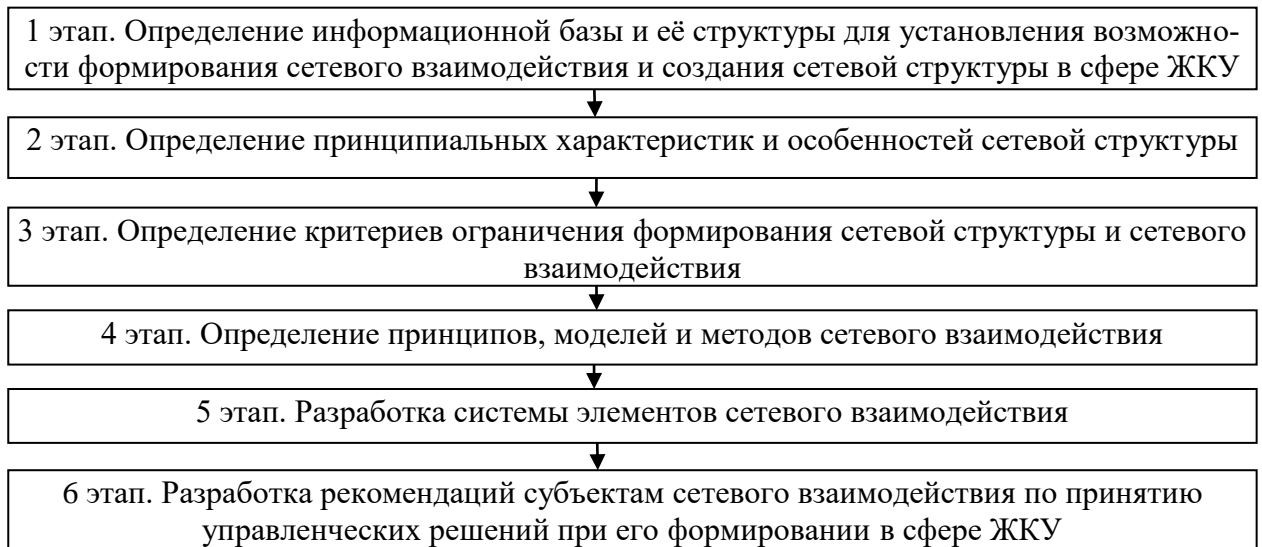 1 этап. Определение информационной базы и её структуры для установления возможно-
сти формирования сетевого взаимодействия и создания сетевой структуры в сфере ЖКУ
2 этап. Определение принципиальных характеристик и особенностей сетевой структуры
3 этап. Определение критериев ограничения формирования сетевой структуры и сетевого
взаимодействия
4 этап. Определение принципов, моделей и методов сетевого взаимодействия
5 этап. Разработка системы элементов сетевого взаимодействия
6 этап. Разработка рекомендаций субъектам сетевого взаимодействия по принятию
управленческих решений при его формировании в сфере ЖКУ